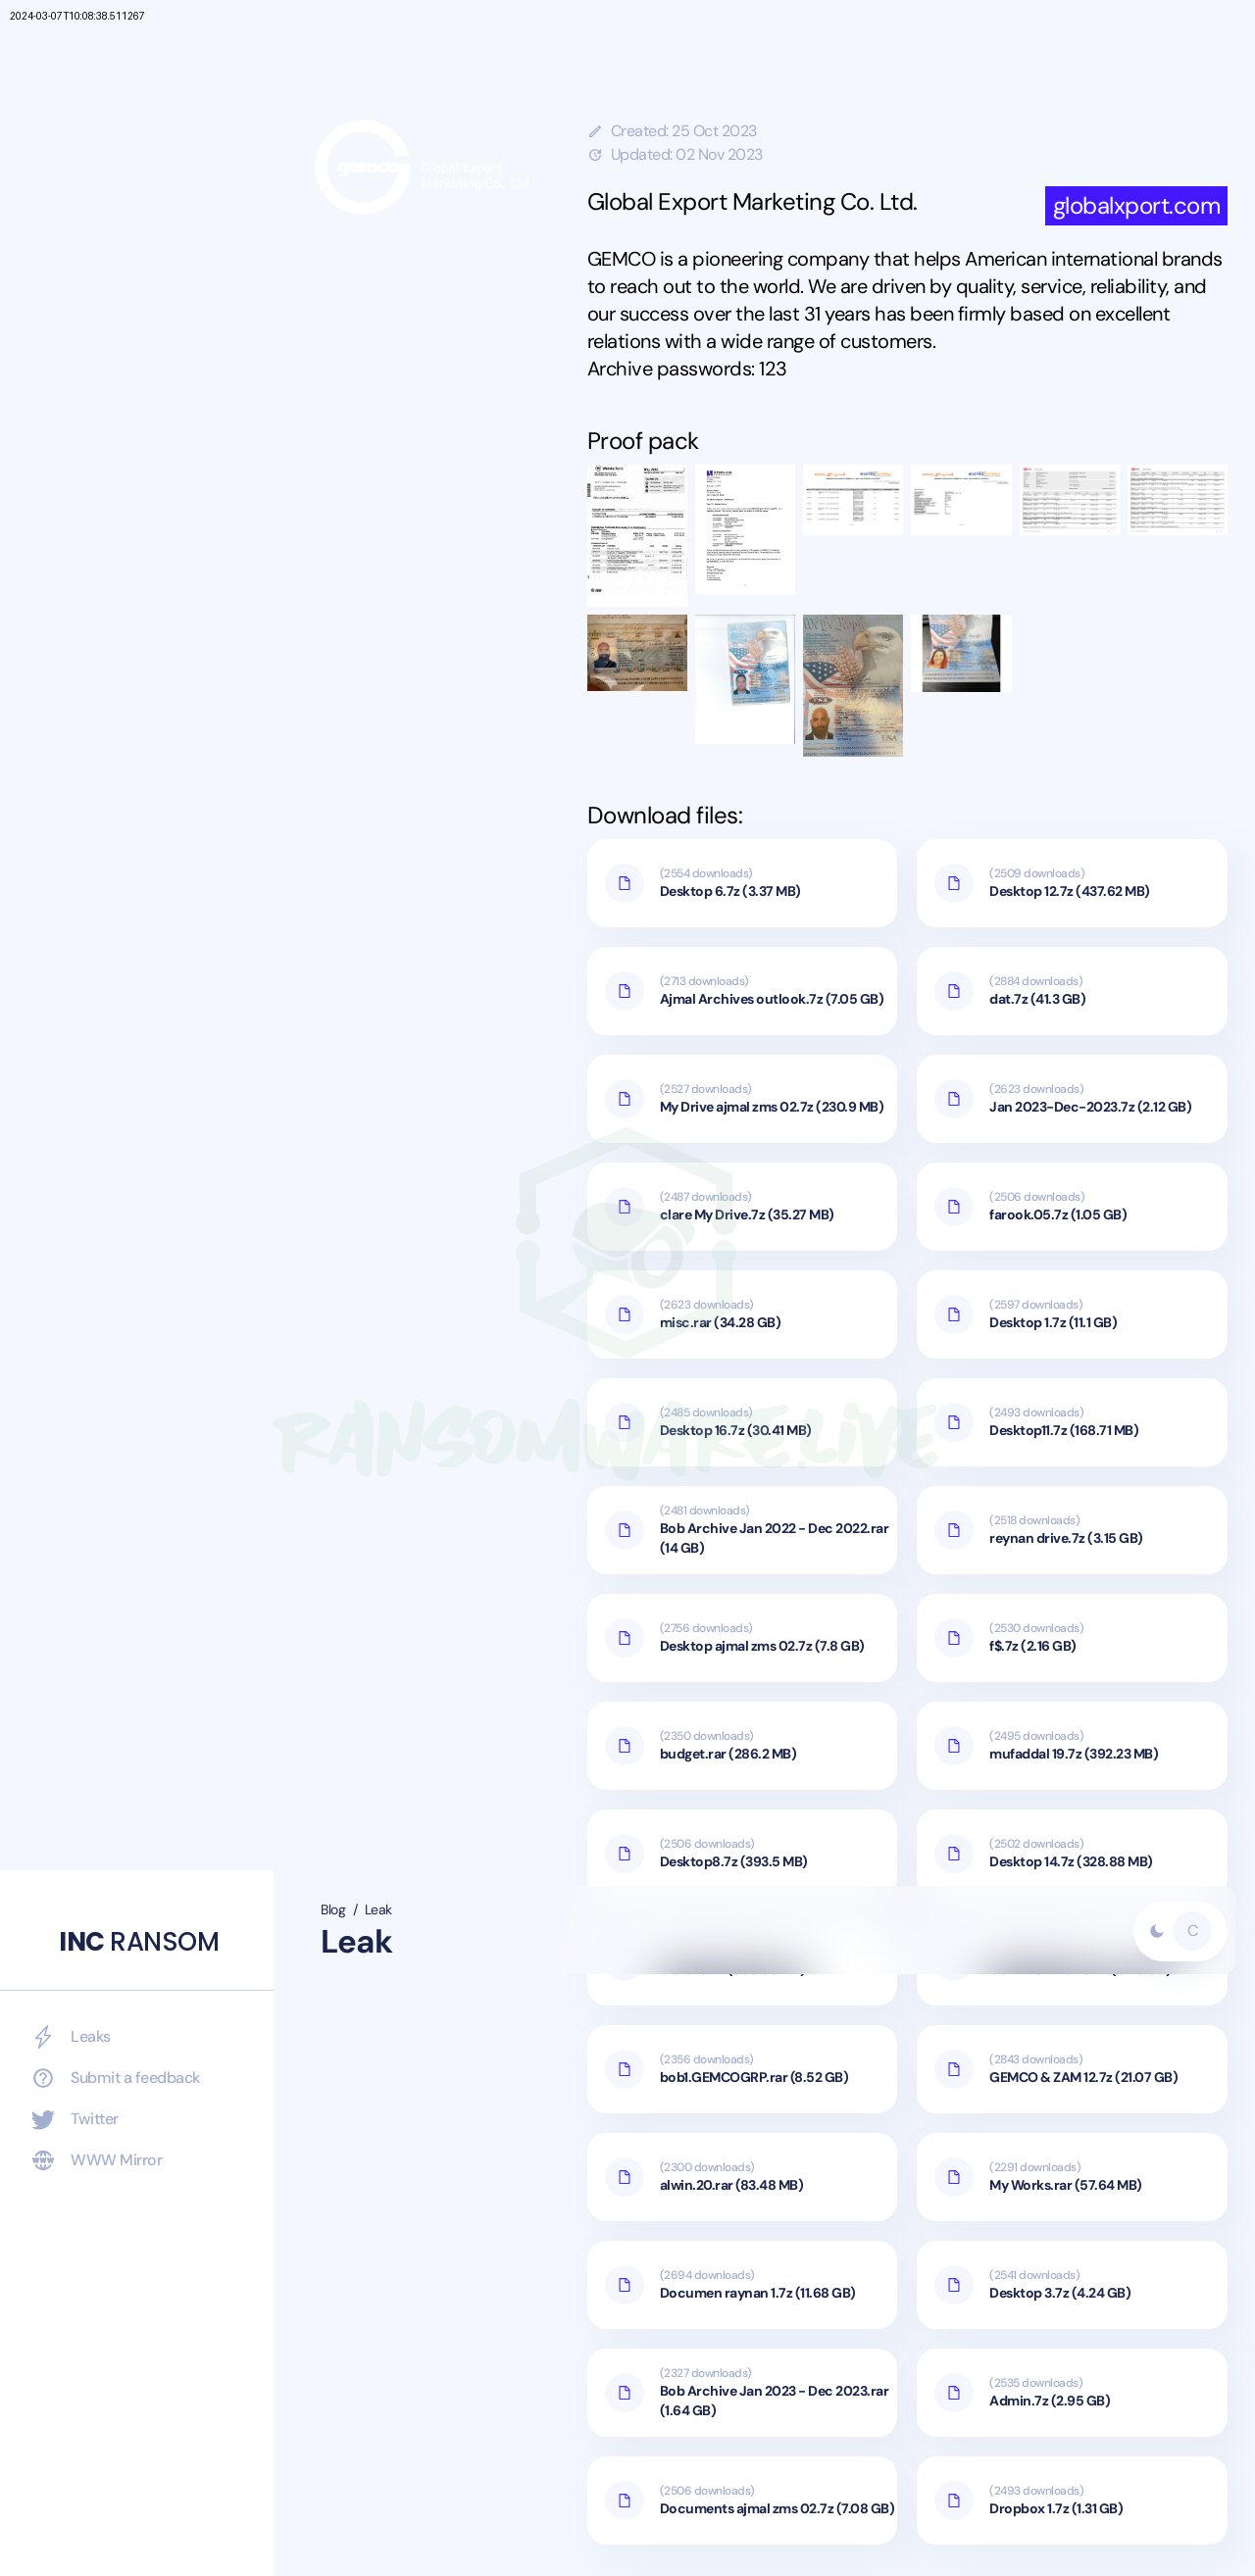 2024-03-07T10:08:38.511267
gemco
Global Export
Marketing Co., Ltd
Created: 25 Oct 2023
Updated: 02 Nov 2023
Global Export Marketing Co. Ltd.
globalxport.com
GEMCO is a pioneering company that helps American international brands
to reach out to the world. We are driven by quality, service, reliability, and
our success over the last 31 years has been firmly based on excellent
relations with a wide range of customers.
Archive passwords: 123
Proof pack
Download files:
(2554 downloads)
Desktop 6.7z (3.37 MB)
(2509 downloads)
Desktop 12.7z (437.62 MB)
(2713 downloads)
Ajmal Archives outlook.7z (7.05 GB)
(2884 downloads)
dat.7z (41.3 GB)
(2527 downloads)
My Drive ajmal zms 02.7z (230.9 MB)
(2623 downloads)
Jan 2023-Dec-2023.7z (2.12 GB)
(2487 downloads)
clare My Drive.7z (35.27 MB)
(2506 downloads)
farook.05.7z (1.05 GB)
(2623 downloads)
misc.rar (34.28 GB)
(2597 downloads)
Desktop 1.7z (11.1 GB)
(2485 downloads)
Desktop 16.7z (30.41 MB)
(2493 downloads)
Desktop11.7z (168.71 MB)
RANSOMWARE.LIVE
(2481 downloads)
Bob Archive Jan 2022 - Dec 2022.rar
(14 GB)
(2518 downloads)
reynan drive.7z (3.15 GB)
(2756 downloads)
Desktop ajmal zms 02.7z (7.8 GB)
(2530 downloads)
f$.7z (2.16 GB)
(2350 downloads)
budget.rar (286.2 MB)
(2495 downloads)
mufaddal 19.7z (392.23 MB)
(2506 downloads)
Desktop8.7z (393.5 MB)
(2502 downloads)
Desktop 14.7z (328.88 MB)
INC RANSOM
Leaks
Submit a feedback
Twitter
WWW Mirror
Blog / Leak
Leak
C
(2356 downloads)
bob1.GEMCOGRP.rar (8.52 GB)
(2843 downloads)
GEMCO & ZAM 12.7z (21.07 GB)
(2300 downloads)
alwin.20.rar (83.48 MB)
(2291 downloads)
My Works.rar (57.64 MB)
(2694 downloads)
Documen raynan 1.7z (11.68 GB)
(2541 downloads)
Desktop 3.7z (4.24 GB)
(2327 downloads)
Bob Archive Jan 2023 - Dec 2023.rar
(1.64 GB)
(2535 downloads)
Admin.7z (2.95 GB)
(2506 downloads)
Documents ajmal zms 02.7z (7.08 GB)
(2493 downloads)
Dropbox 1.7z (1.31 GB)